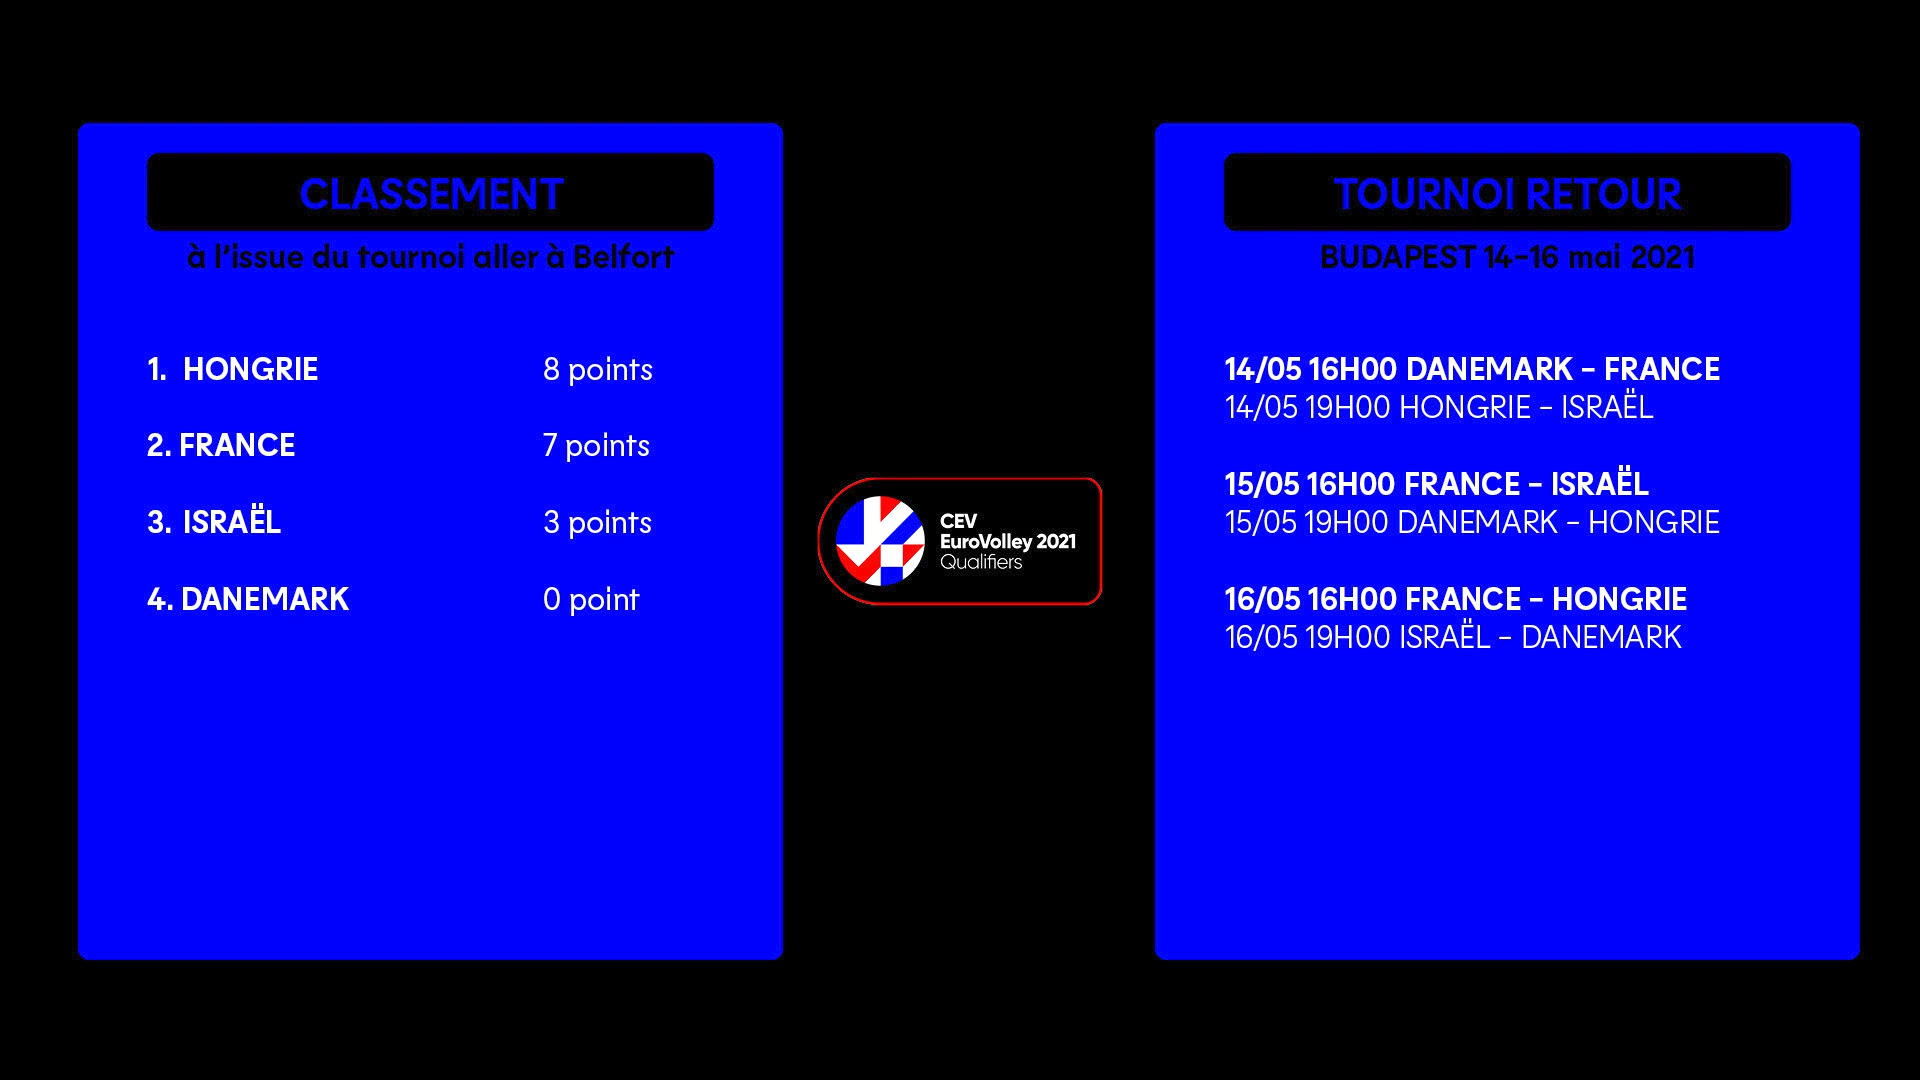 CLASSEMENT
à l'issue du tournoi aller à Belfort
1. HONGRIE 8 points
2. FRANCE 7 points
3. ISRAËL 3 points
4. DANEMARK 0 point
CEV
EuroVolley 2021
Qualifiers
TOURNOI RETOUR
BUDAPEST 14-16 mai 2021
14/05 16H00 DANEMARK - FRANCE
14/05 19H00 HONGRIE - ISRAËL
15/05 16H00 FRANCE - ISRAËL
15/05 19H00 DANEMARK - HONGRIE
16/05 16H00 FRANCE - HONGRIE
16/05 19H00 ISRAËL - DANEMARK